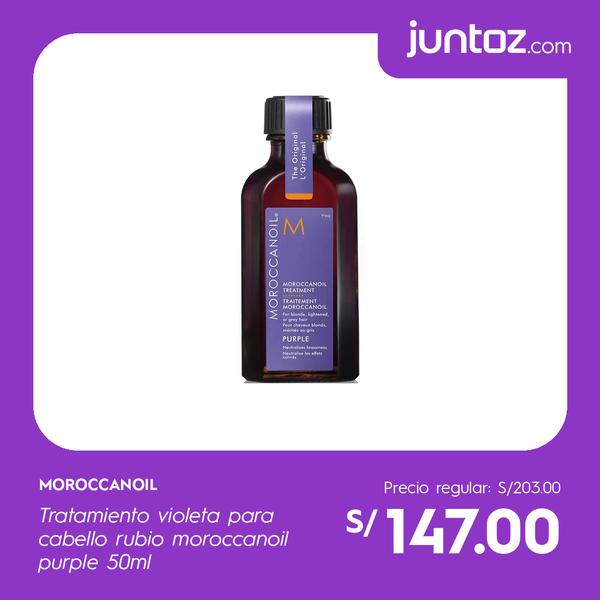 juntoz.com
The Original
L'Original
MOROCCANOIL®
M
MOROCCANOIL
TREATMENT
TRAITEMENT
MOROCCANOIL
For blonde, lightened,
or grey hair
Pour cheveux blonds,
méchés ou gris
PURPLE
Neutralizes brassiness
Neutralise les effets
cuivrés
MOROCCANOIL
Tratamiento violeta para
cabello rubio moroccanoil
purple 50ml
Precio regular: S/203.00
S/147.00